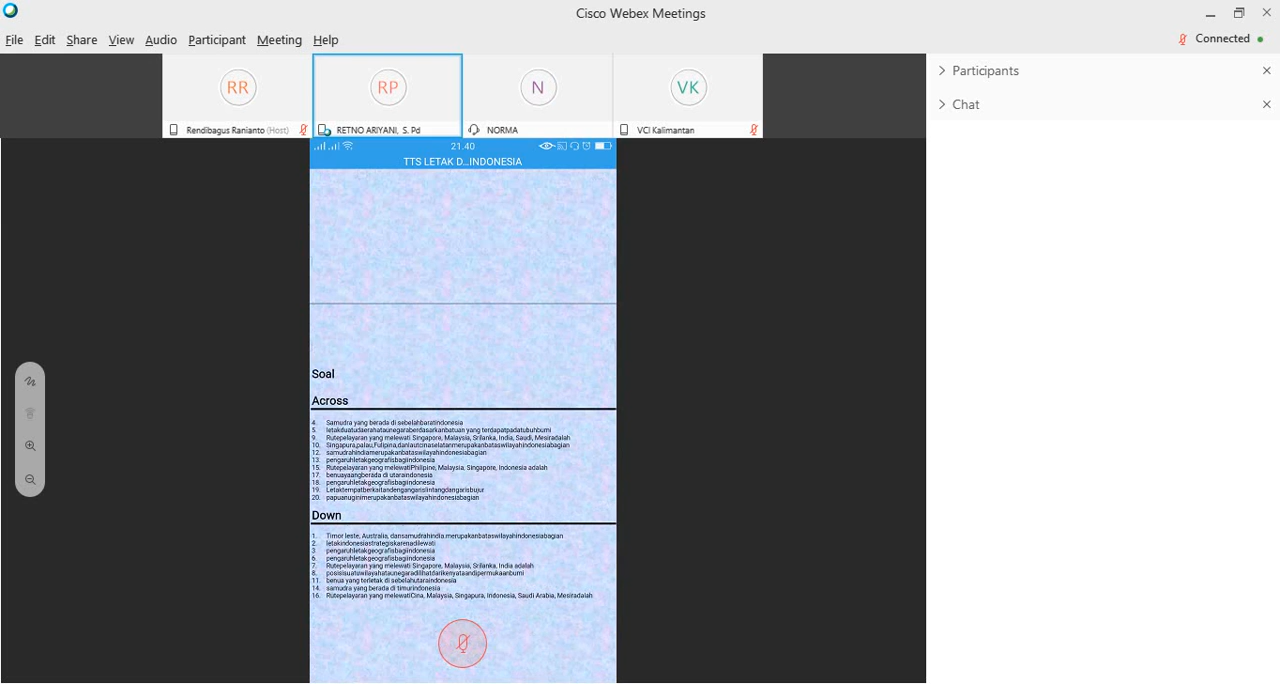 Cisco Webex Meetings
File Edit Share View Audio Participant Meeting Help
Connected
RR
RP
N
VK
Rendibagus Ranianto (Host)
RETNO ARIYANI, S. Pd
NORMA
VCI Kalimantan
Participants
Chat
21.40
TTS LETAK D...INDONESIA
Soal
Across
4. Samudra yang berada di sebelahbaratindonesia
5. letakduatudaerahataunegaraberdasarkanbatuan yang terdapatpadatubuhbumi
9. Rutepelayaran yang melewati Singapore, Malaysia, Srilanka, India, Saudi, Mesiradalah
10. Singapura,palau,Fulipina,danlautcinaselatanmerupakanbataswilayahindonesiabagian
12. samudrahindiamerupakanbataswilayahindonesiabagian
13. pengaruhletakgeografisbagiindonesia
15. Rutepelayaran yang melewatiPhilipine, Malaysia, Singapore, Indonesia adalah
17. benuayaangberada di utaraindonesia
18. pengaruhletakgeografisbagiindonesia
19. Letaktempatberkaitandengangarislintangdangarisbujur
20. papuanuginimerupakanbataswilayahindonesiabagian
Down
1. Timor leste, Australia, dansamudrahindia.merupakanbataswilayahindonesiabagian
2. letakindonesiastrategiskarenadilewati
3. pengaruhletakgeografisbagiindonesia
6. pengaruhletakgeografisbagiindonesia
7. Rutepelayaran yang melewati Singapore, Malaysia, Srilanka, India adalah
8. posisisuatuwilayahataunegaradilihatdarikenyataandipermukaanbumi
11. benua yang terletak di sebelahutaraindonesia
14. samudra yang berada di timurindonesia
16. Rutepelayaran yang melewatiCina, Malaysia, Singapura, Indonesia, Saudi Arabia, Mesiradalah